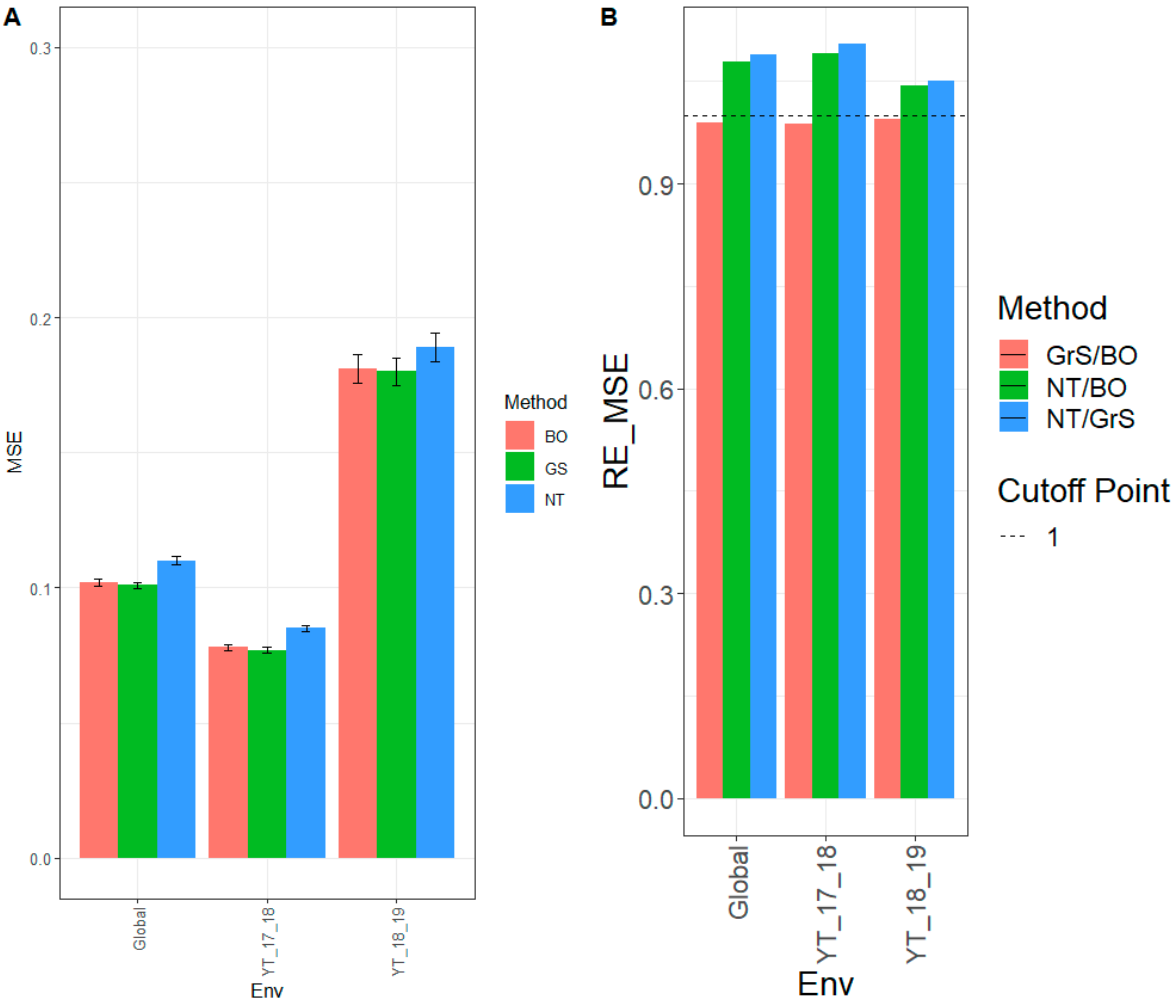 A
0.3
0.2
0.1
0.0
MSE
Global
YT_17_18
YT_18_19
Env
Method
BO
GS
NT
B
0.9
0.6
0.3
0.0
RE_MSE
Global
YT_17_18
YT_18_19
Env
Method
GrS/BO
NT/BO
NT/GrS
Cutoff Point
1